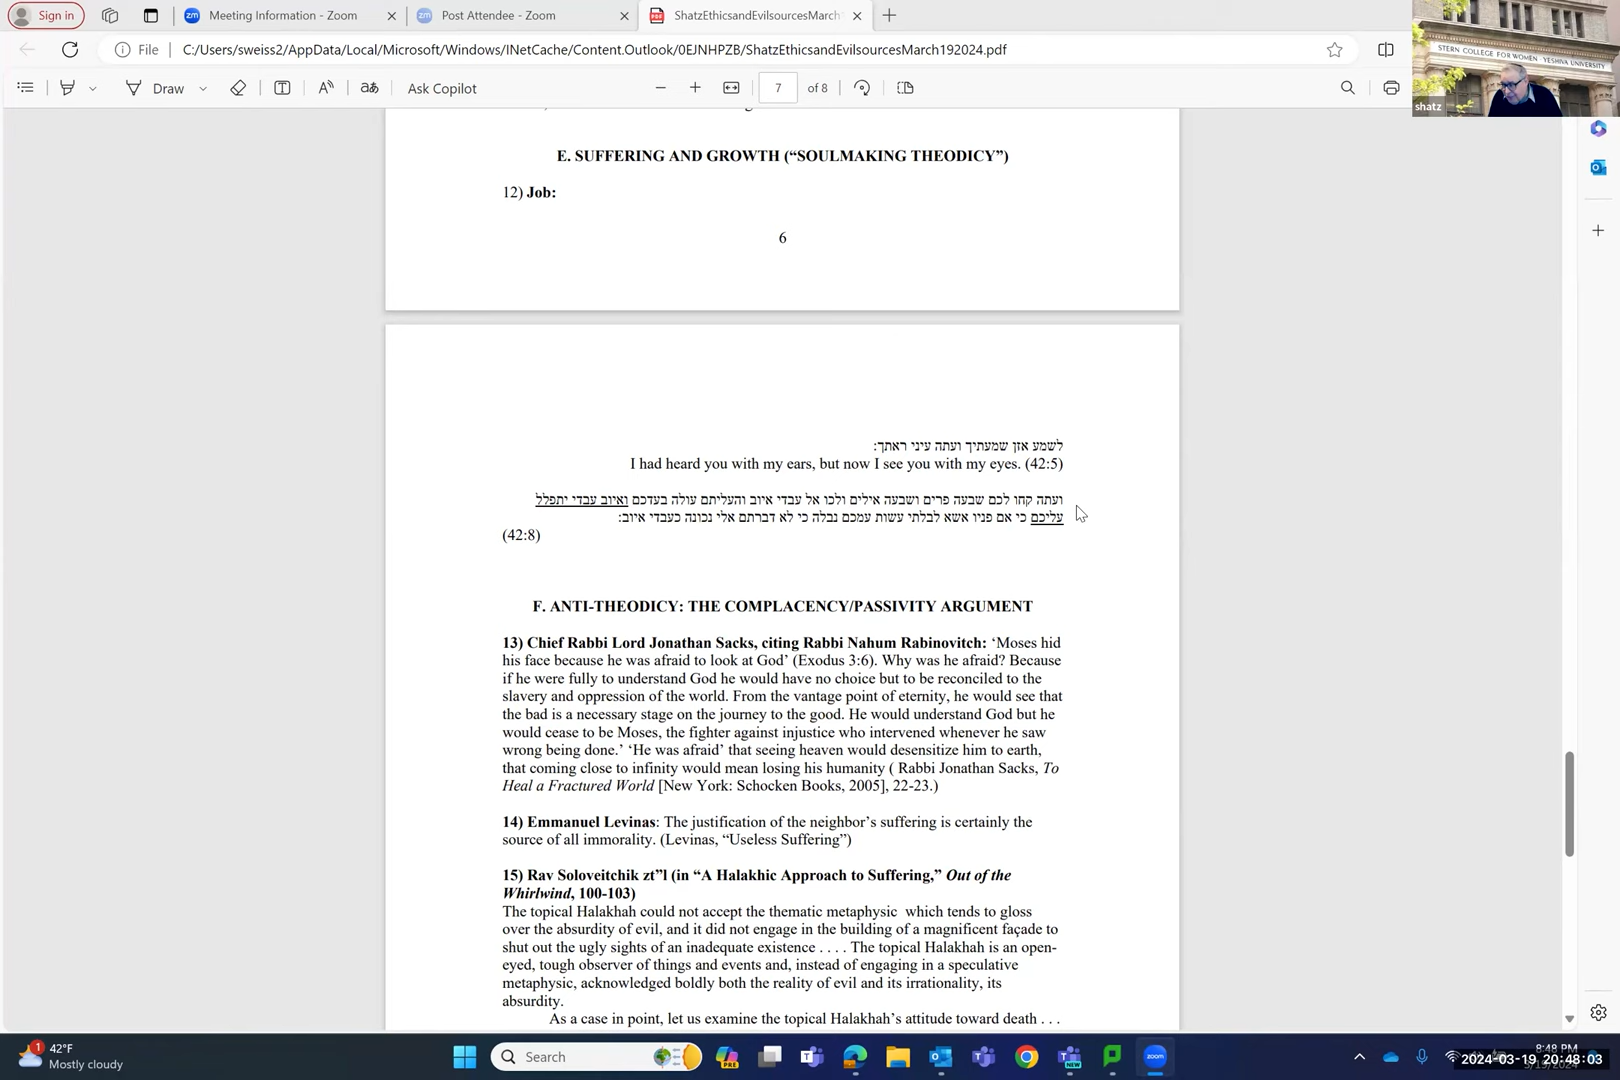 Meeting Information - Zoom
Post Attendee - Zoom
ShatzEthicsandEvilsourcesMarch
Sign in
File
C:/Users/sweiss2/AppData/Local/Microsoft/Windows/INetCache/Content.Outlook/0EJNHPZB/ShatzEthicsandEvilsourcesMarch192024.pdf
Draw
Ask Copilot
7 of 8
STERN COLLEGE FOR WOMEN · YESHIVA UNIVERSITY
shatz
E. SUFFERING AND GROWTH (“SOULMAKING THEODICY”)
12) Job:
6
לשמע אזן שמעתיך ועתה עיני ראתך:
I had heard you with my ears, but now I see you with my eyes. (42:5)
ועתה קחו לכם שבעה פרים ושבעה אילים ולכו אל עבדי איוב והעליתם עולה בעדכם ואיוב עבדי יתפלל
עליכם כי אם פניו אשא לבלתי עשות עמכם נבלה כי לא דברתם אלי נכונה כעבדי איוב:
(42:8)
F. ANTI-THEODICY: THE COMPLACENCY/PASSIVITY ARGUMENT
13) Chief Rabbi Lord Jonathan Sacks, citing Rabbi Nahum Rabinovitch: ‘Moses hid
his face because he was afraid to look at God’ (Exodus 3:6). Why was he afraid? Because
if he were fully to understand God he would have no choice but to be reconciled to the
slavery and oppression of the world. From the vantage point of eternity, he would see that
the bad is a necessary stage on the journey to the good. He would understand God but he
would cease to be Moses, the fighter against injustice who intervened whenever he saw
wrong being done.’ ‘He was afraid’ that seeing heaven would desensitize him to earth,
that coming close to infinity would mean losing his humanity ( Rabbi Jonathan Sacks, To
Heal a Fractured World [New York: Schocken Books, 2005], 22-23.)
14) Emmanuel Levinas: The justification of the neighbor’s suffering is certainly the
source of all immorality. (Levinas, “Useless Suffering”)
15) Rav Soloveitchik zt”l (in “A Halakhic Approach to Suffering,” Out of the
Whirlwind, 100-103)
The topical Halakhah could not accept the thematic metaphysic  which tends to gloss
over the absurdity of evil, and it did not engage in the building of a magnificent façade to
shut out the ugly sights of an inadequate existence . . . . The topical Halakhah is an open-
eyed, tough observer of things and events and, instead of engaging in a speculative
metaphysic, acknowledged boldly both the reality of evil and its irrationality, its
absurdity.
As a case in point, let us examine the topical Halakhah’s attitude toward death . . .
1
42°F
Mostly cloudy
Search
PRE
NEW
zoom
8:48 PM
2024-03-19 20:48:03